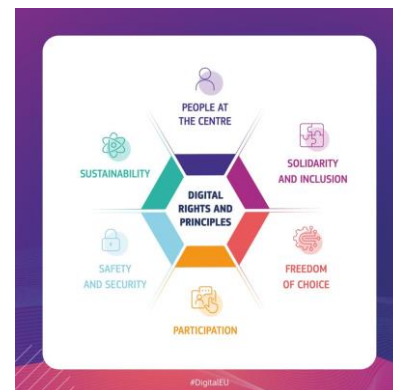 PEOPLE AT
THE CENTRE
SOLIDARITY
AND INCLUSION
SUSTAINABILITY
DIGITAL
RIGHTS AND
PRINCIPLES
SAFETY
AND SECURITY
FREEDOM
OF CHOICE
PARTICIPATION
#DigitalEU